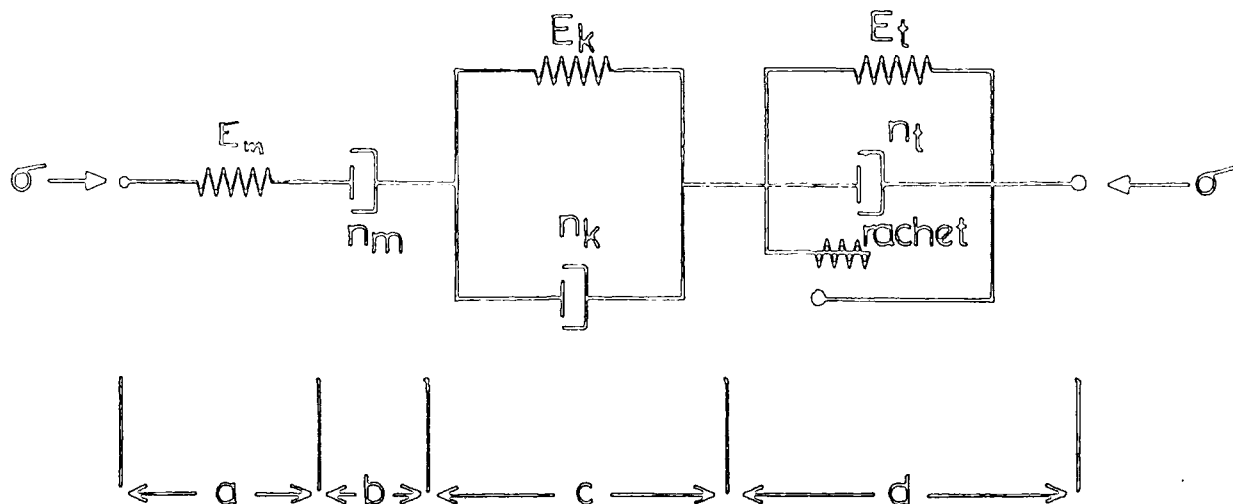 E_k E_t
E_m n_t
σ σ
n_m n_k rachet
a b c d